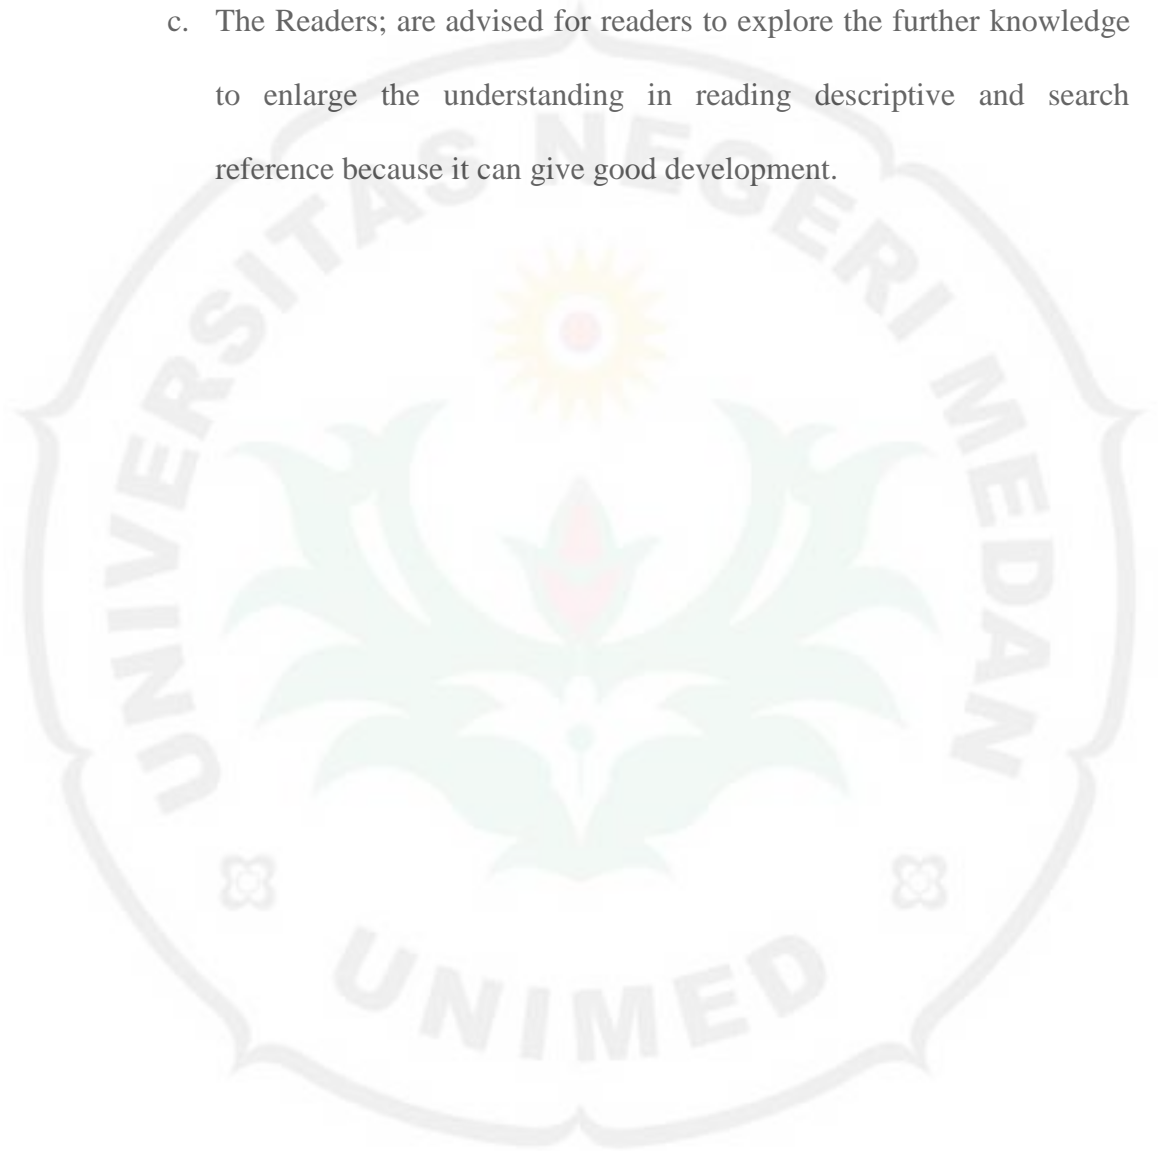 c. The Readers; are advised for readers to explore the further knowledge
to enlarge the understanding in reading descriptive and search
reference because it can give good development.
UNIVERSITAS NEGERI MEDAN
UNIMED